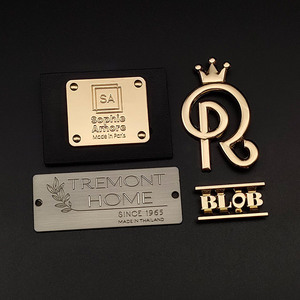 SA
Sophie
Amore
Made in Paris
R
TREMONT
HOME
SINCE 1965
MADE IN THAILAND
BLOB